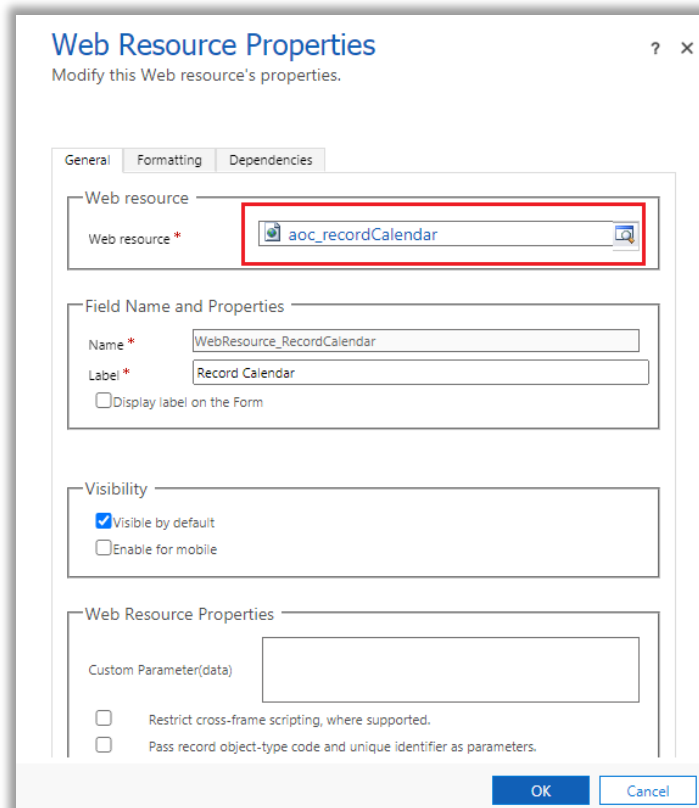 Web Resource Properties
? ×
Modify this Web resource's properties.
General Formatting Dependencies
Web resource
Web resource *
aoc_recordCalendar
Field Name and Properties
Name * WebResource_RecordCalendar
Label * Record Calendar
Display label on the Form
Visibility
Visible by default
Enable for mobile
Web Resource Properties
Custom Parameter(data)
Restrict cross-frame scripting, where supported.
Pass record object-type code and unique identifier as parameters.
OK Cancel